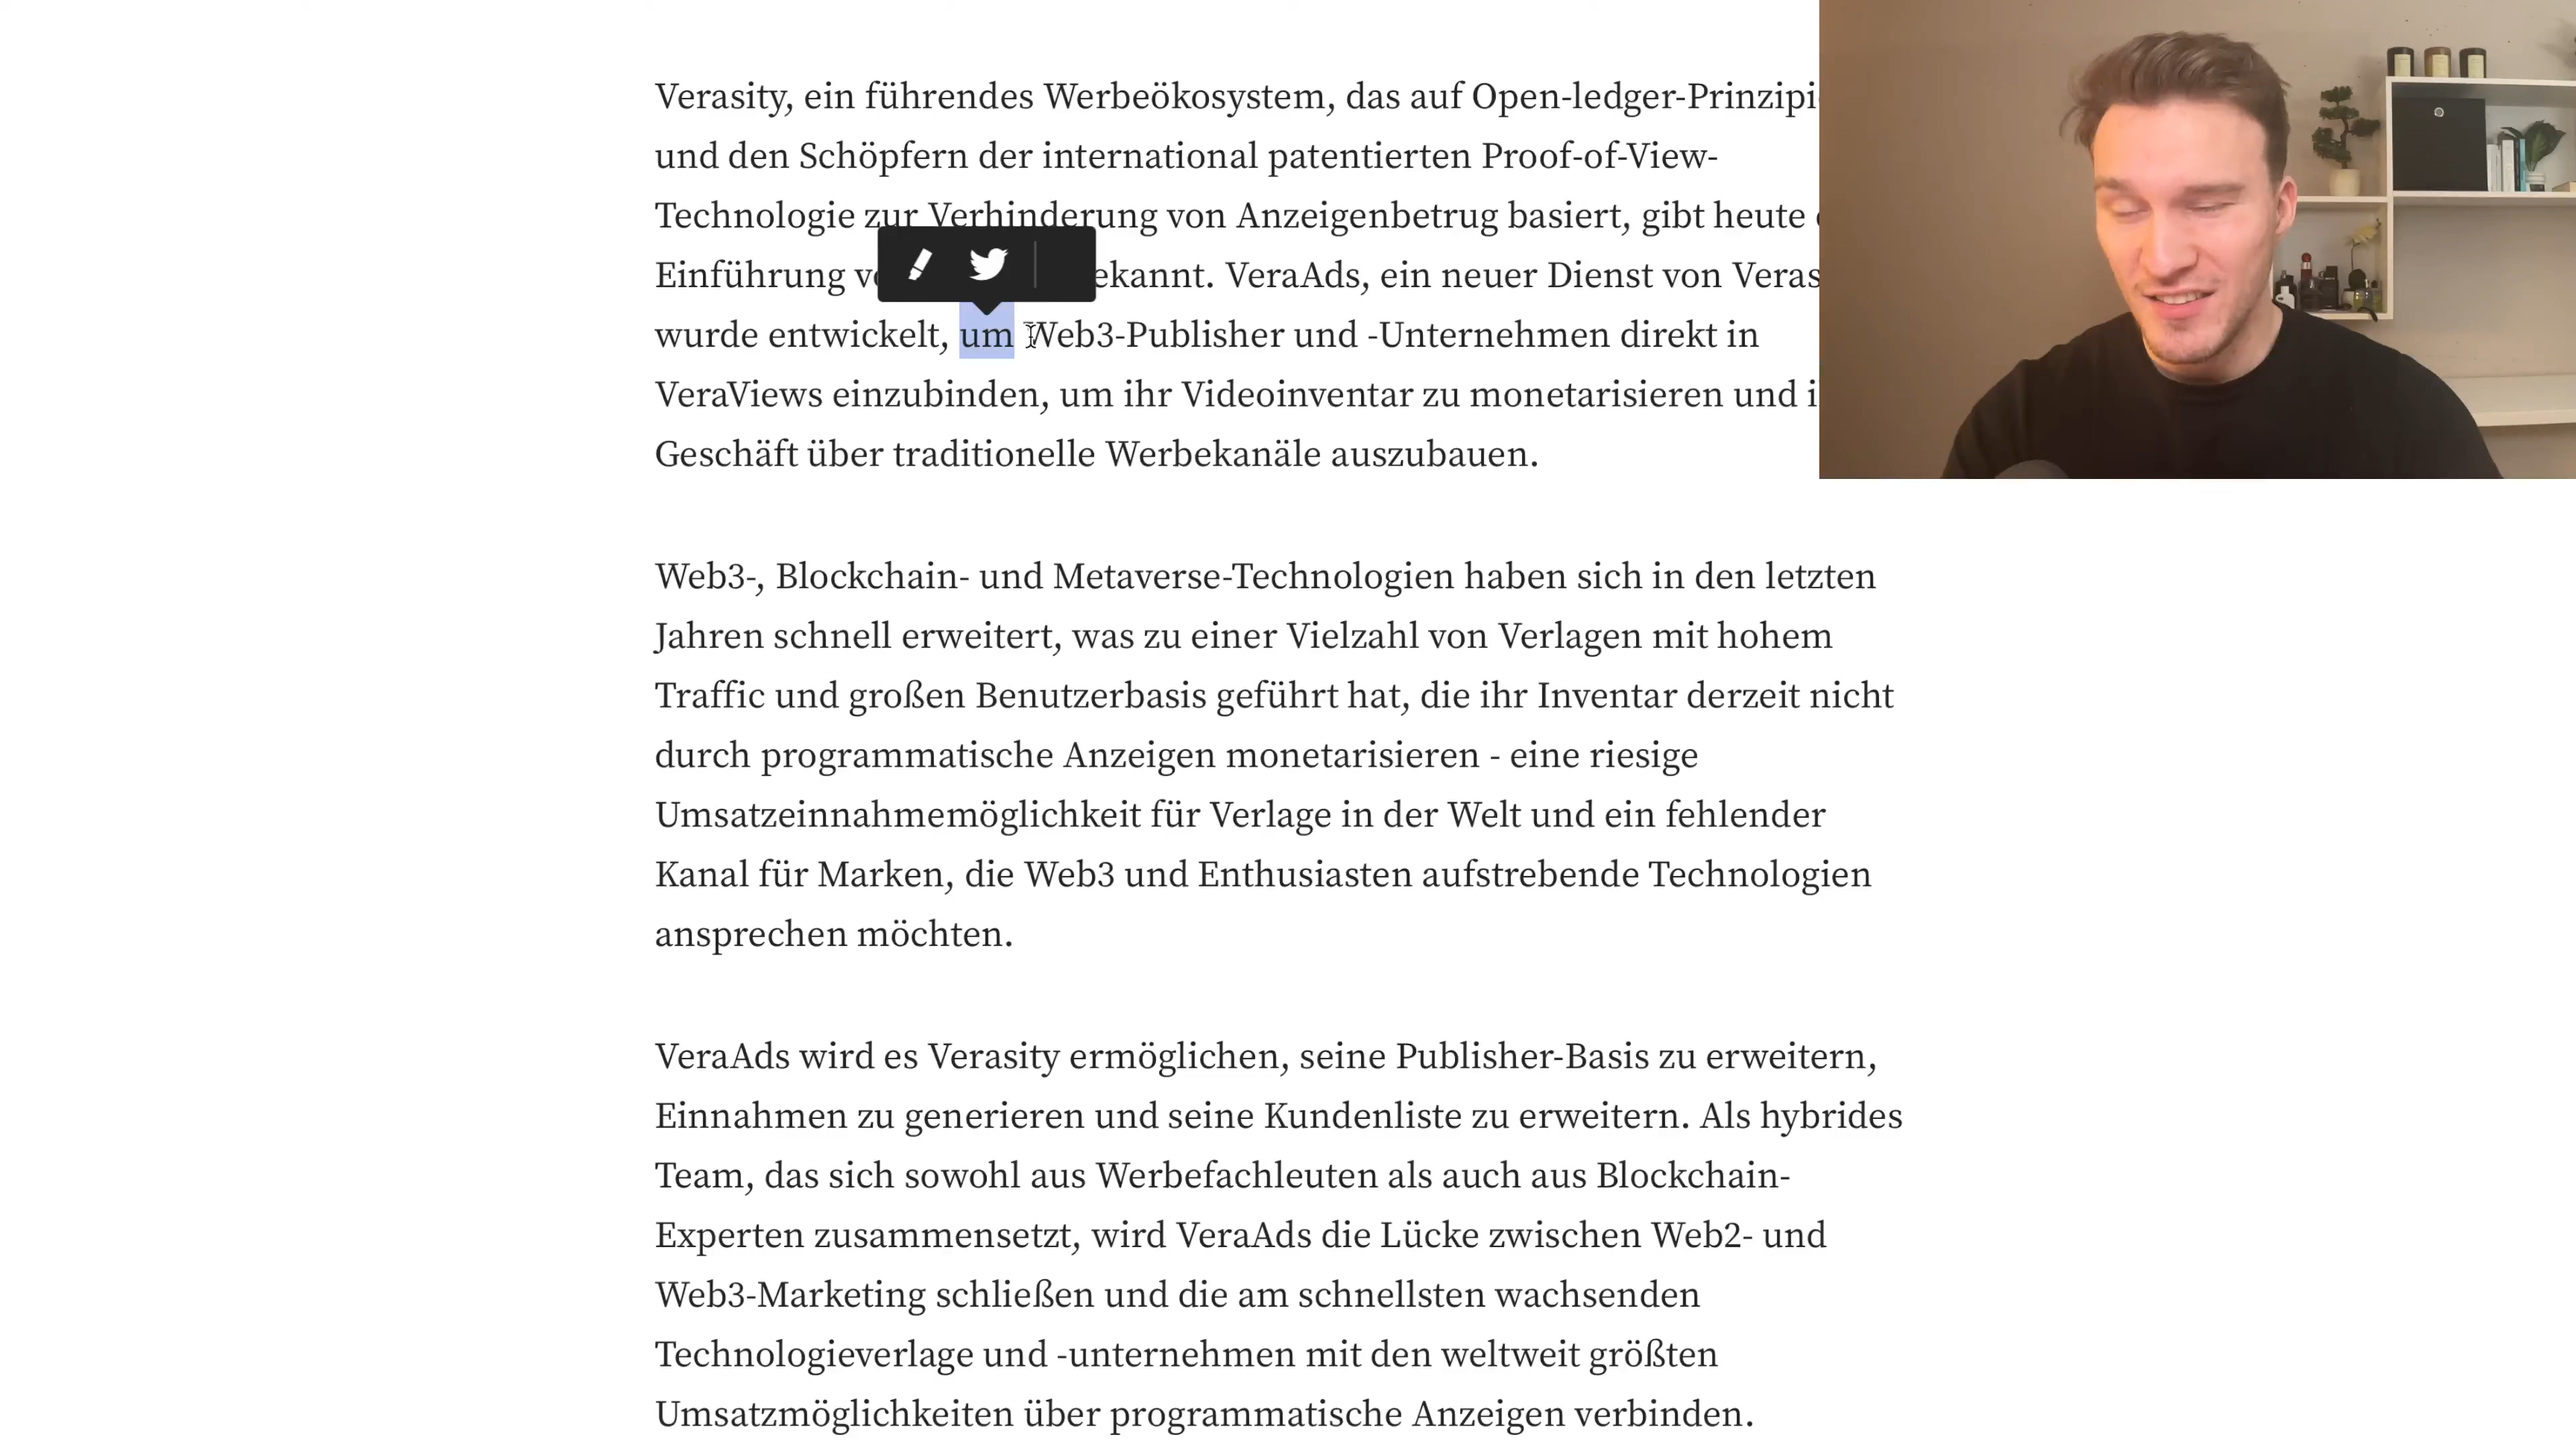 Verasity, ein führendes Werbeökosystem, das auf Open-ledger-Prinzipi
und den Schöpfern der international patentierten Proof-of-View-
Technologie zur Verhinderung von Anzeigenbetrug basiert, gibt heute
Einführung ekannt. VeraAds, ein neuer Dienst von Veras
wurde entwickelt, um Web3-Publisher und -Unternehmen direkt in
VeraViews einzubinden, um ihr Videoinventar zu monetarisieren und
Geschäft über traditionelle Werbekanäle auszubauen.
Web3-, Blockchain- und Metaverse-Technologien haben sich in den letzten
Jahren schnell erweitert, was zu einer Vielzahl von Verlagen mit hohem
Traffic und großen Benutzerbasis geführt hat, die ihr Inventar derzeit nicht
durch programmatische Anzeigen monetarisieren - eine riesige
Umsatzeinnahmemöglichkeit für Verlage in der Welt und ein fehlender
Kanal für Marken, die Web3 und Enthusiasten aufstrebende Technologien
ansprechen möchten.
VeraAds wird es Verasity ermöglichen, seine Publisher-Basis zu erweitern,
Einnahmen zu generieren und seine Kundenliste zu erweitern. Als hybrides
Team, das sich sowohl aus Werbefachleuten als auch aus Blockchain-
Experten zusammensetzt, wird VeraAds die Lücke zwischen Web2- und
Web3-Marketing schließen und die am schnellsten wachsenden
Technologieverlage und -unternehmen mit den weltweit größten
Umsatzmöglichkeiten über programmatische Anzeigen verbinden.